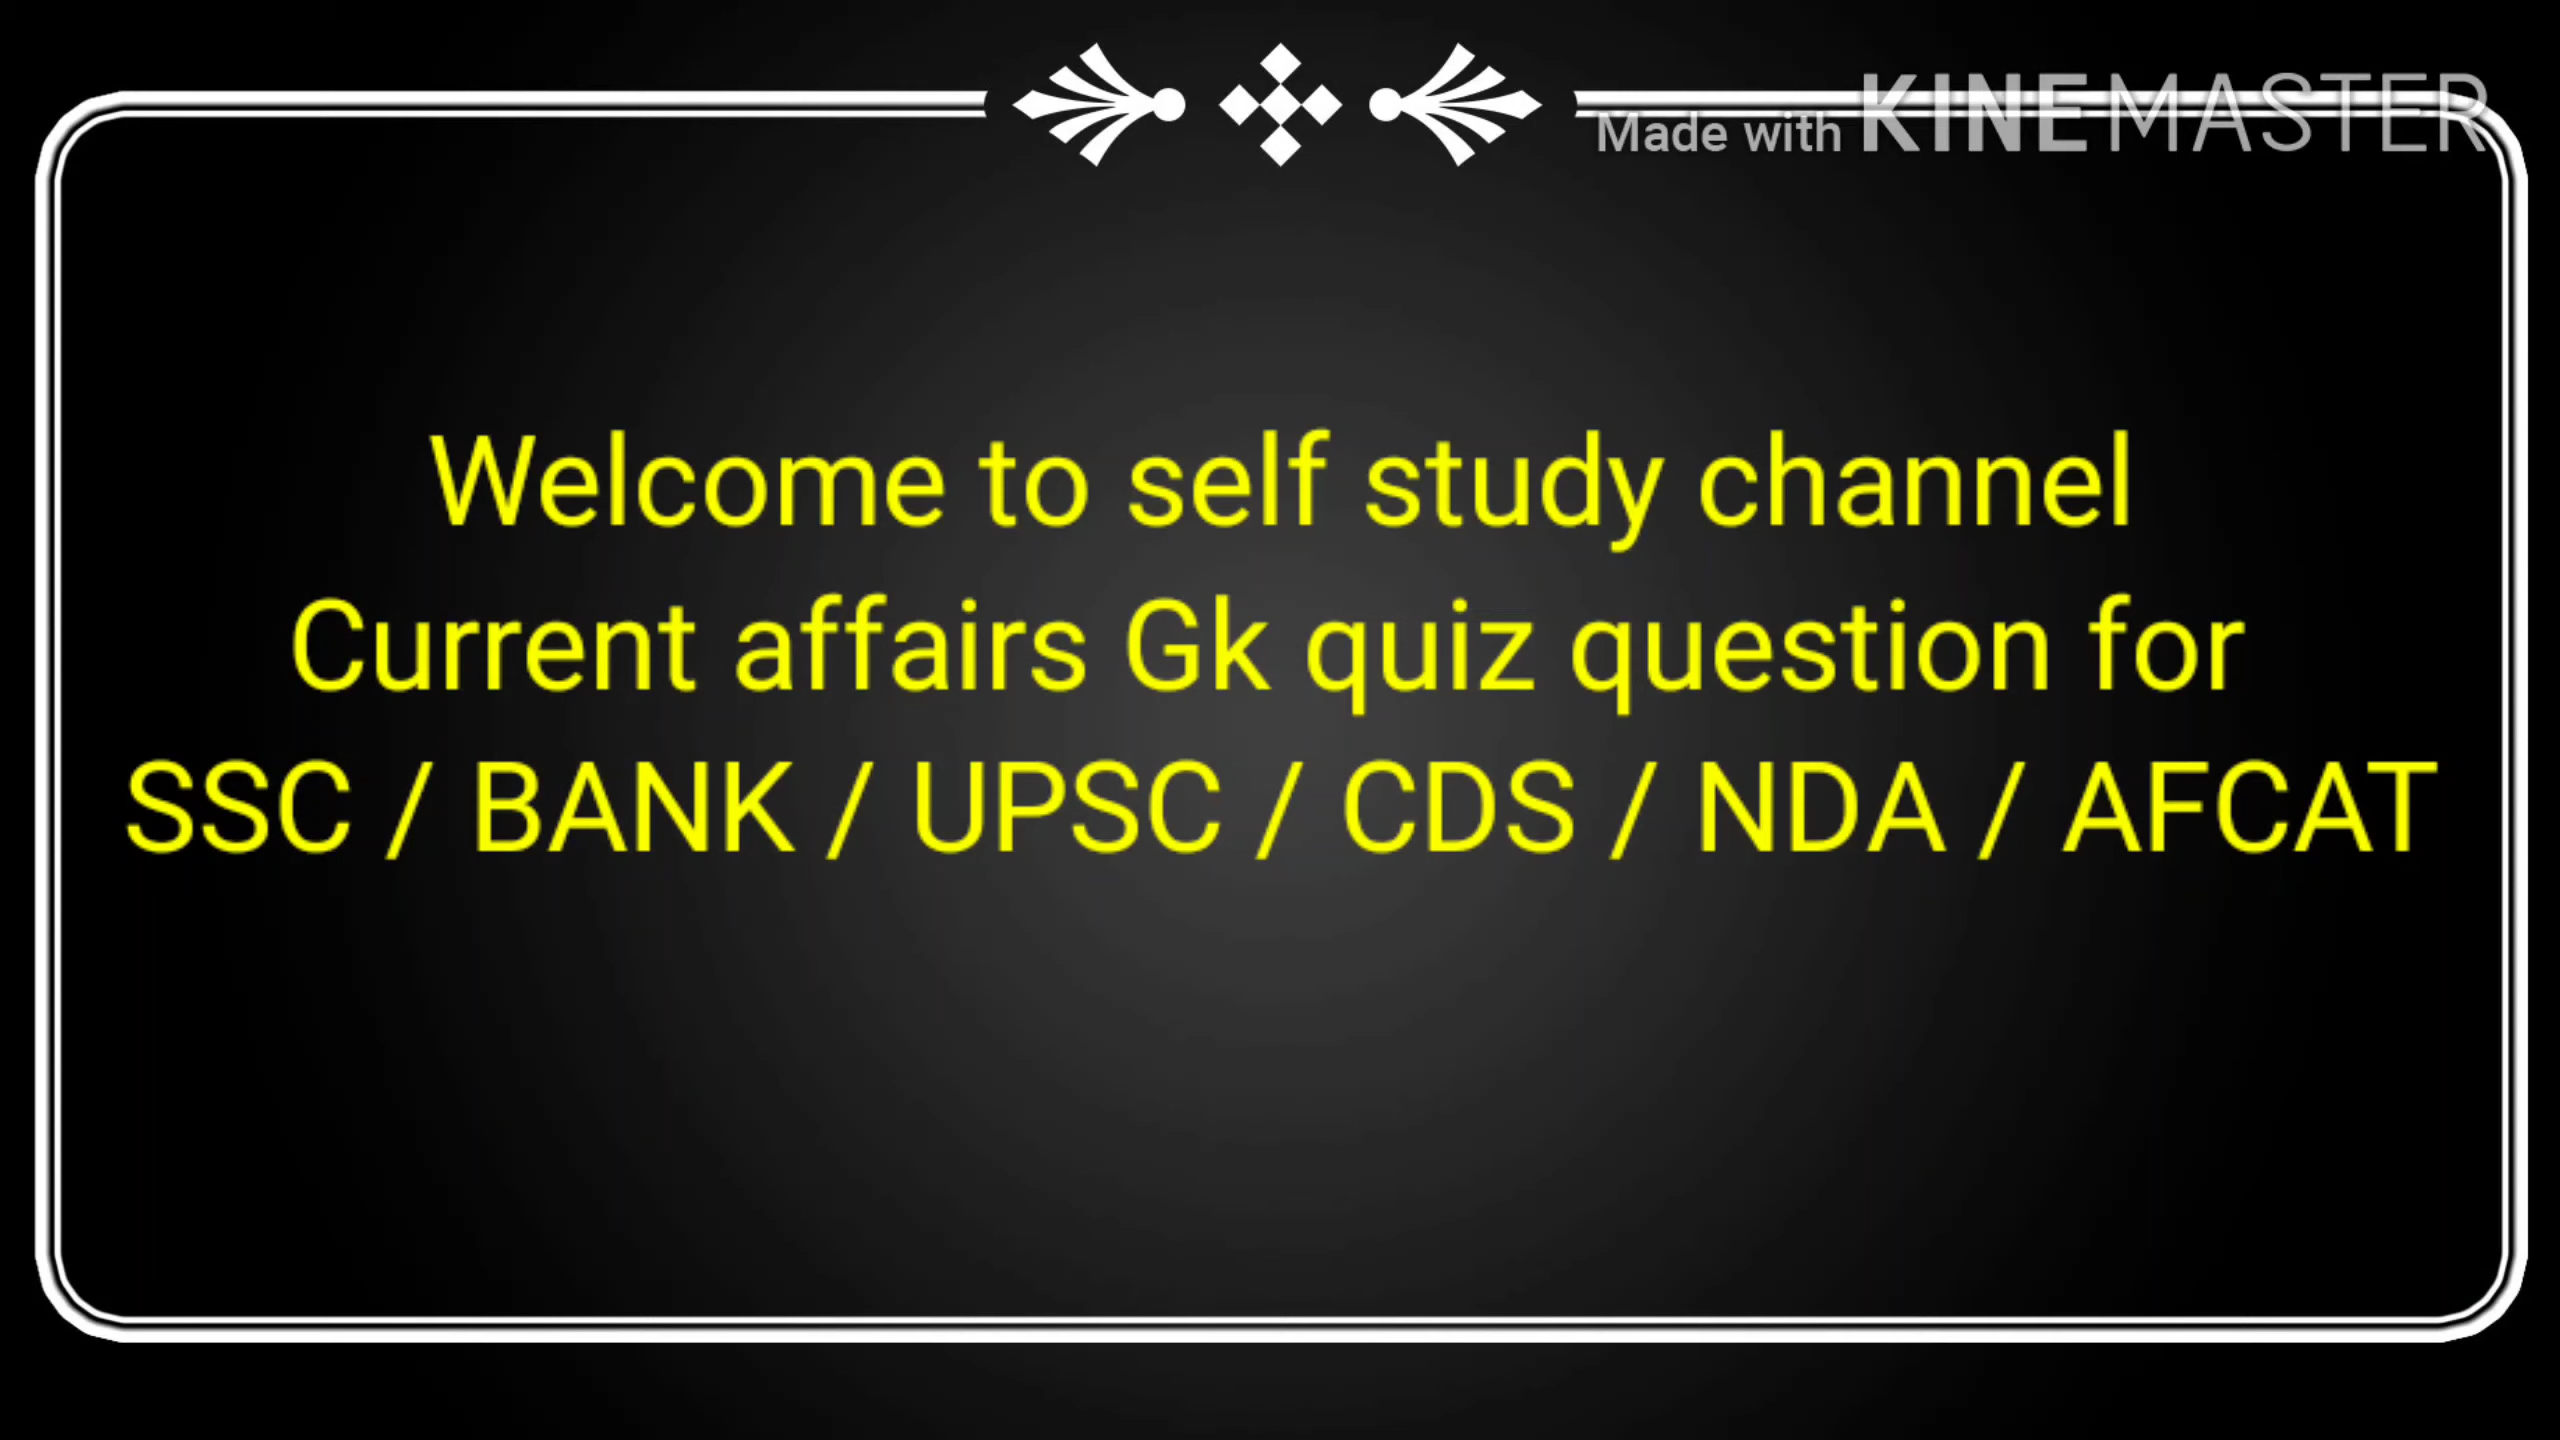 Made with KINEMASTER
Welcome to self study channel
Current affairs Gk quiz question for
SSC / BANK / UPSC / CDS / NDA / AFCAT